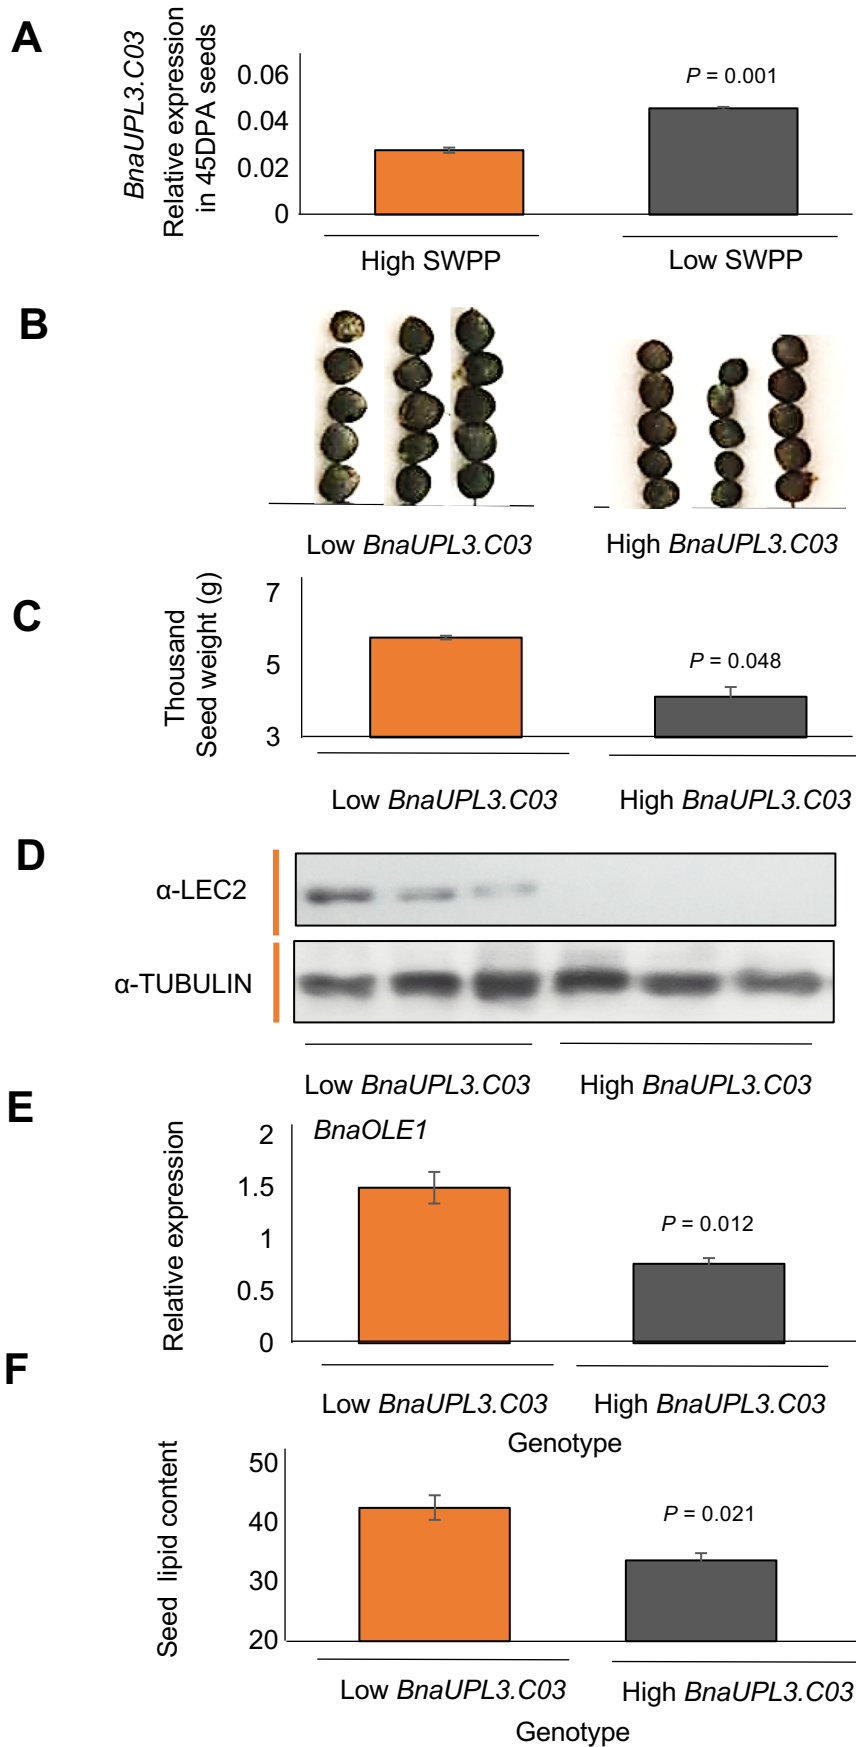 A
BnaUPL3.C03
Relative expression
in 45DPA seeds
0.06
0.04
0.02
0
P = 0.001
High SWPP
Low SWPP
B
Low BnaUPL3.C03
High BnaUPL3.C03
C
Thousand
Seed weight (g)
7
5
3
P = 0.048
Low BnaUPL3.C03
High BnaUPL3.C03
D
α-LEC2
α-TUBULIN
Low BnaUPL3.C03
High BnaUPL3.C03
E
Relative expression
2
1.5
1
0.5
0
BnaOLE1
P = 0.012
Low BnaUPL3.C03
High BnaUPL3.C03
Genotype
F
Seed lipid content
50
40
30
20
P = 0.021
Low BnaUPL3.C03
High BnaUPL3.C03
Genotype